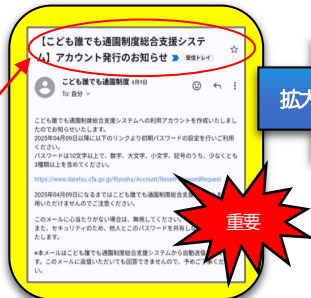 【こども誰でも通園制度総合支援システ
ム】アカウント発行のお知らせ
受信トレイ
こども誰でも通園制度 4月9日
To: 自分
こども誰でも通園制度総合支援システムへの利用アカウントを作成いたしまし
たのでお知らせいたします。
2025年04月09日以降に以下のリンクより初期パスワードの設定を行いご利用
ください。
パスワードは10文字以上で、数字、大文字、小文字、記号のうち、少なくとも
3種類以上を含めてください。
https://www.daretsu.cfa.go.jp/Riyosha/Account/Reset
wordRequest
2025年04月09日になるまではこども誰でも通園制度総合支
用いただけませんのでご注意ください。
このメールに心当たりがない場合は、無視してください。
また、セキュリティのため、他人とこのパスワードを共有し
たします。
*本メールはこども誰でも通園制度総合支援システムから自動送信
す。このメールに返信いただいても回答できませんので、予めご
い。
重要
拡大